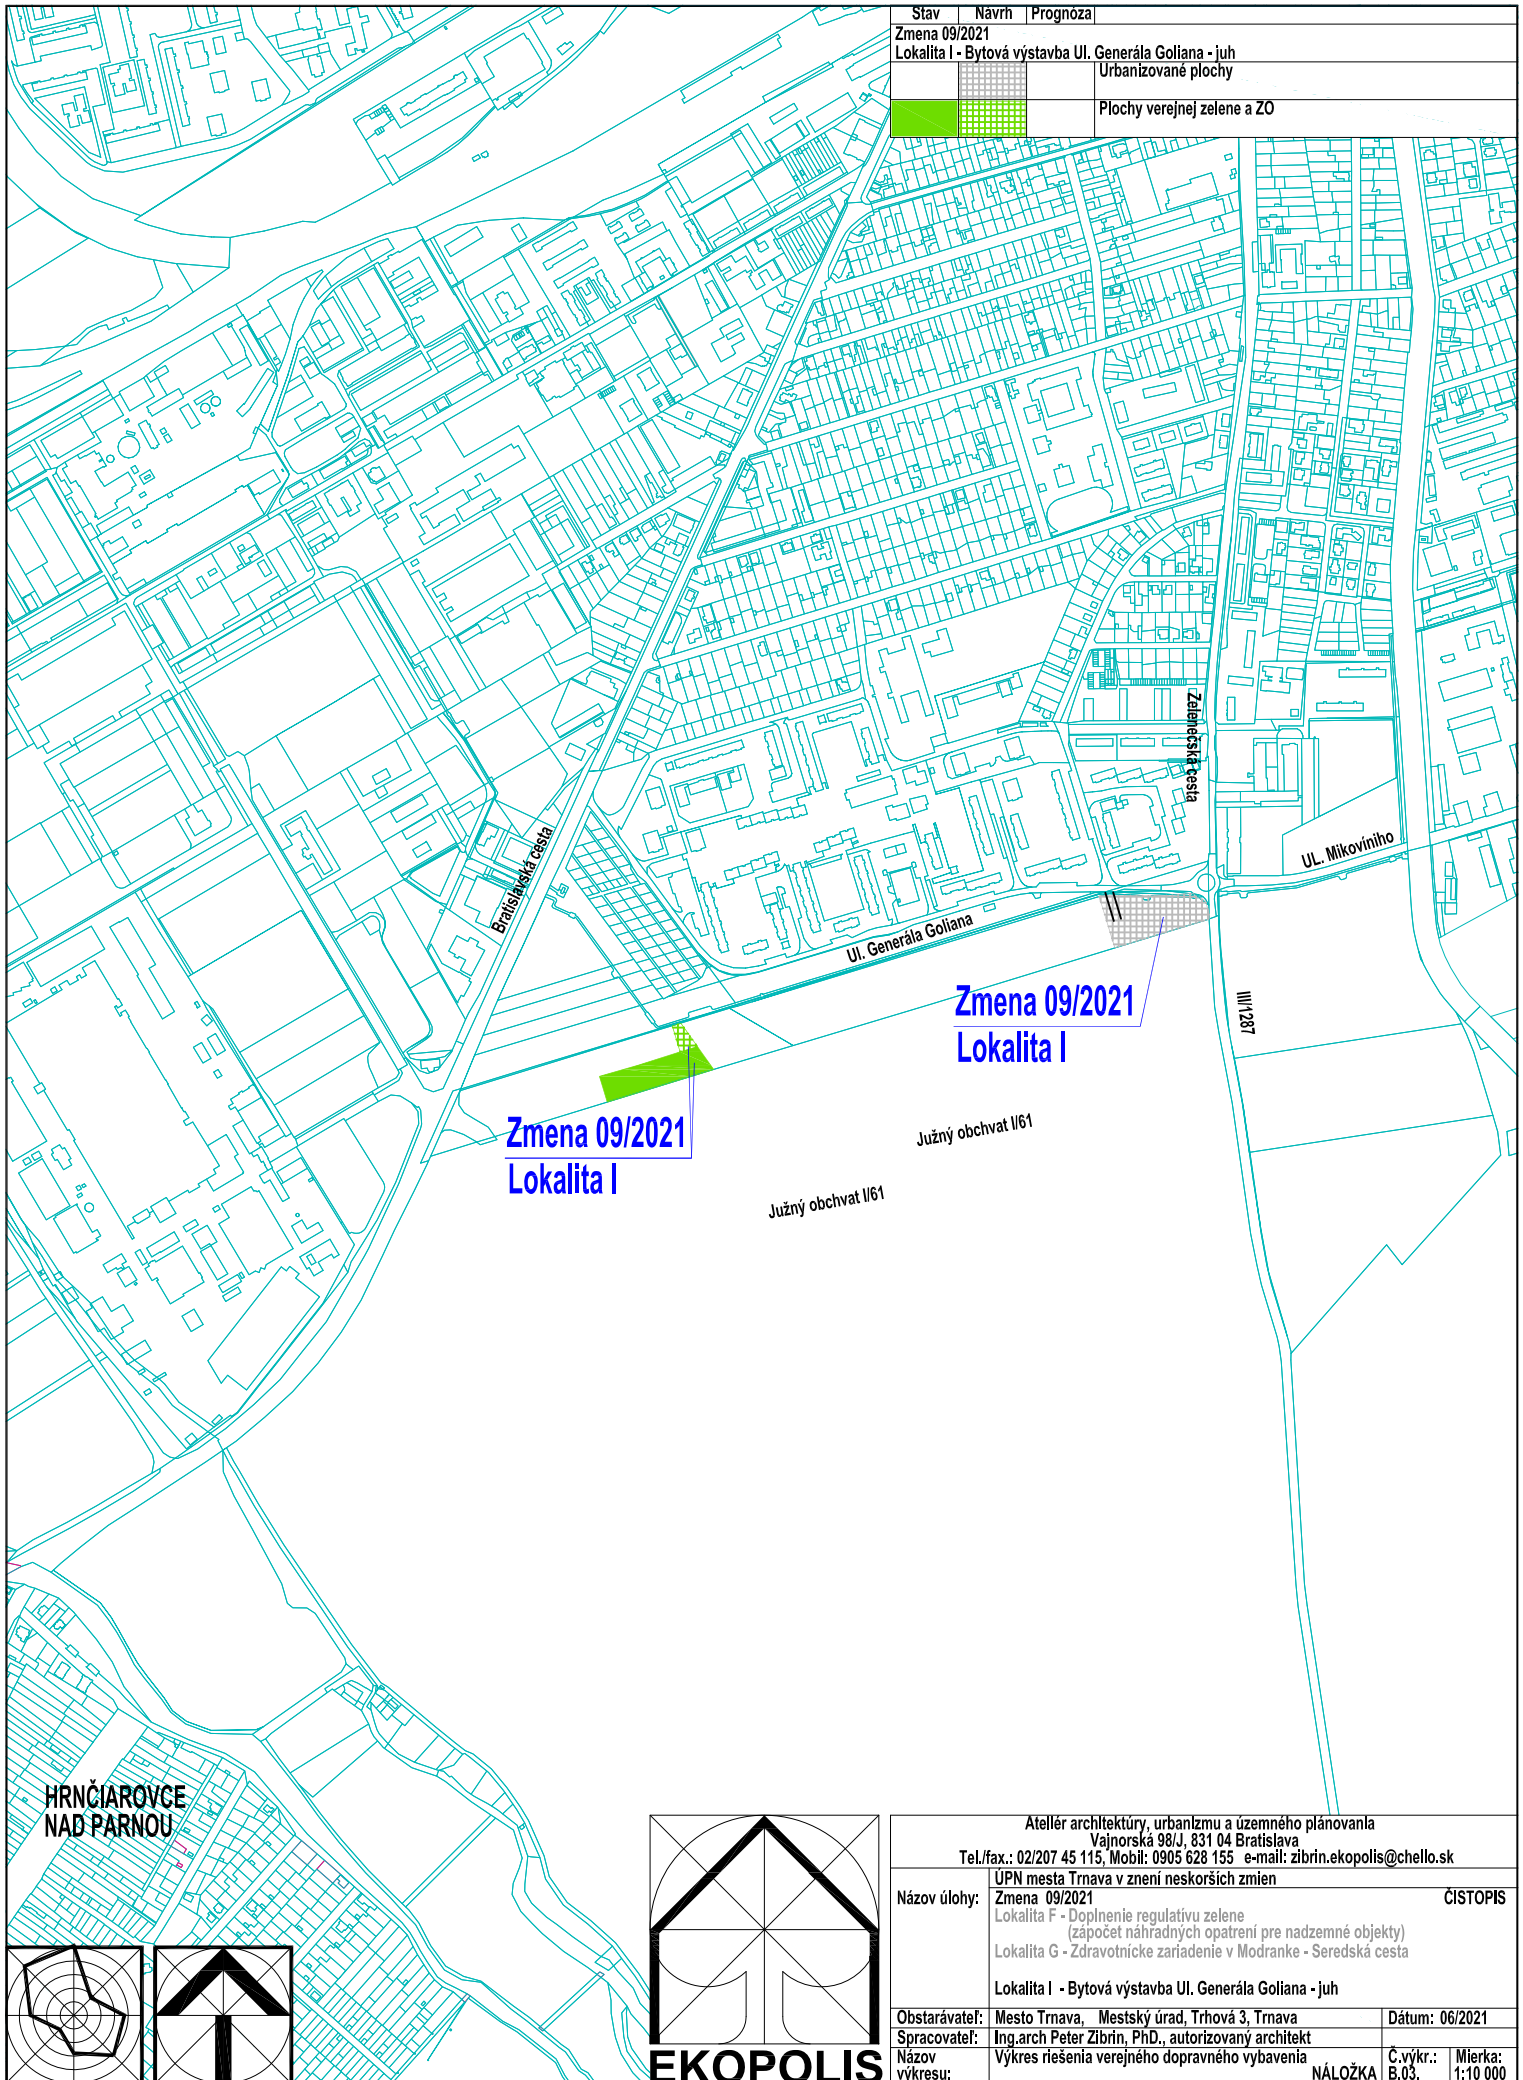 Stav Návrh Prognóza
Zmena 09/2021
Lokalita I - Bytová výstavba Ul. Generála Goliana - juh
Urbanizované plochy
Plochy verejnej zelene a ZO
Zelenečská cesta
Bratislavská cesta
UL. Mikovíniho
Ul. Generála Goliana
Zmena 09/2021
Lokalita I
III/1287
Zmena 09/2021
Lokalita I
Južný obchvat I/61
Južný obchvat I/61
HRNČIAROVCE
NAD PARNOU
EKOPOLIS
Ateliér architektúry, urbanizmu a územného plánovania
Vajnorská 98/J, 831 04 Bratislava
Tel./fax.: 02/207 45 115, Mobil: 0905 628 155 e-mail: zibrin.ekopolis@chello.sk
Názov úlohy:
ÚPN mesta Trnava v znení neskorších zmien
Zmena 09/2021 ČISTOPIS
Lokalita F - Doplnenie regulatívu zelene
(zápočet náhradných opatrení pre nadzemné objekty)
Lokalita G - Zdravotnícke zariadenie v Modranke - Seredská cesta
Lokalita I - Bytová výstavba Ul. Generála Goliana - juh
Obstarávateľ: Mesto Trnava, Mestský úrad, Trhová 3, Trnava Dátum: 06/2021
Spracovateľ: Ing.arch Peter Zibrin, PhD., autorizovaný architekt
Názov výkresu: Výkres riešenia verejného dopravného vybavenia
NÁLOŽKA
Č.výkr.: B.03.
Mierka: 1:10 000